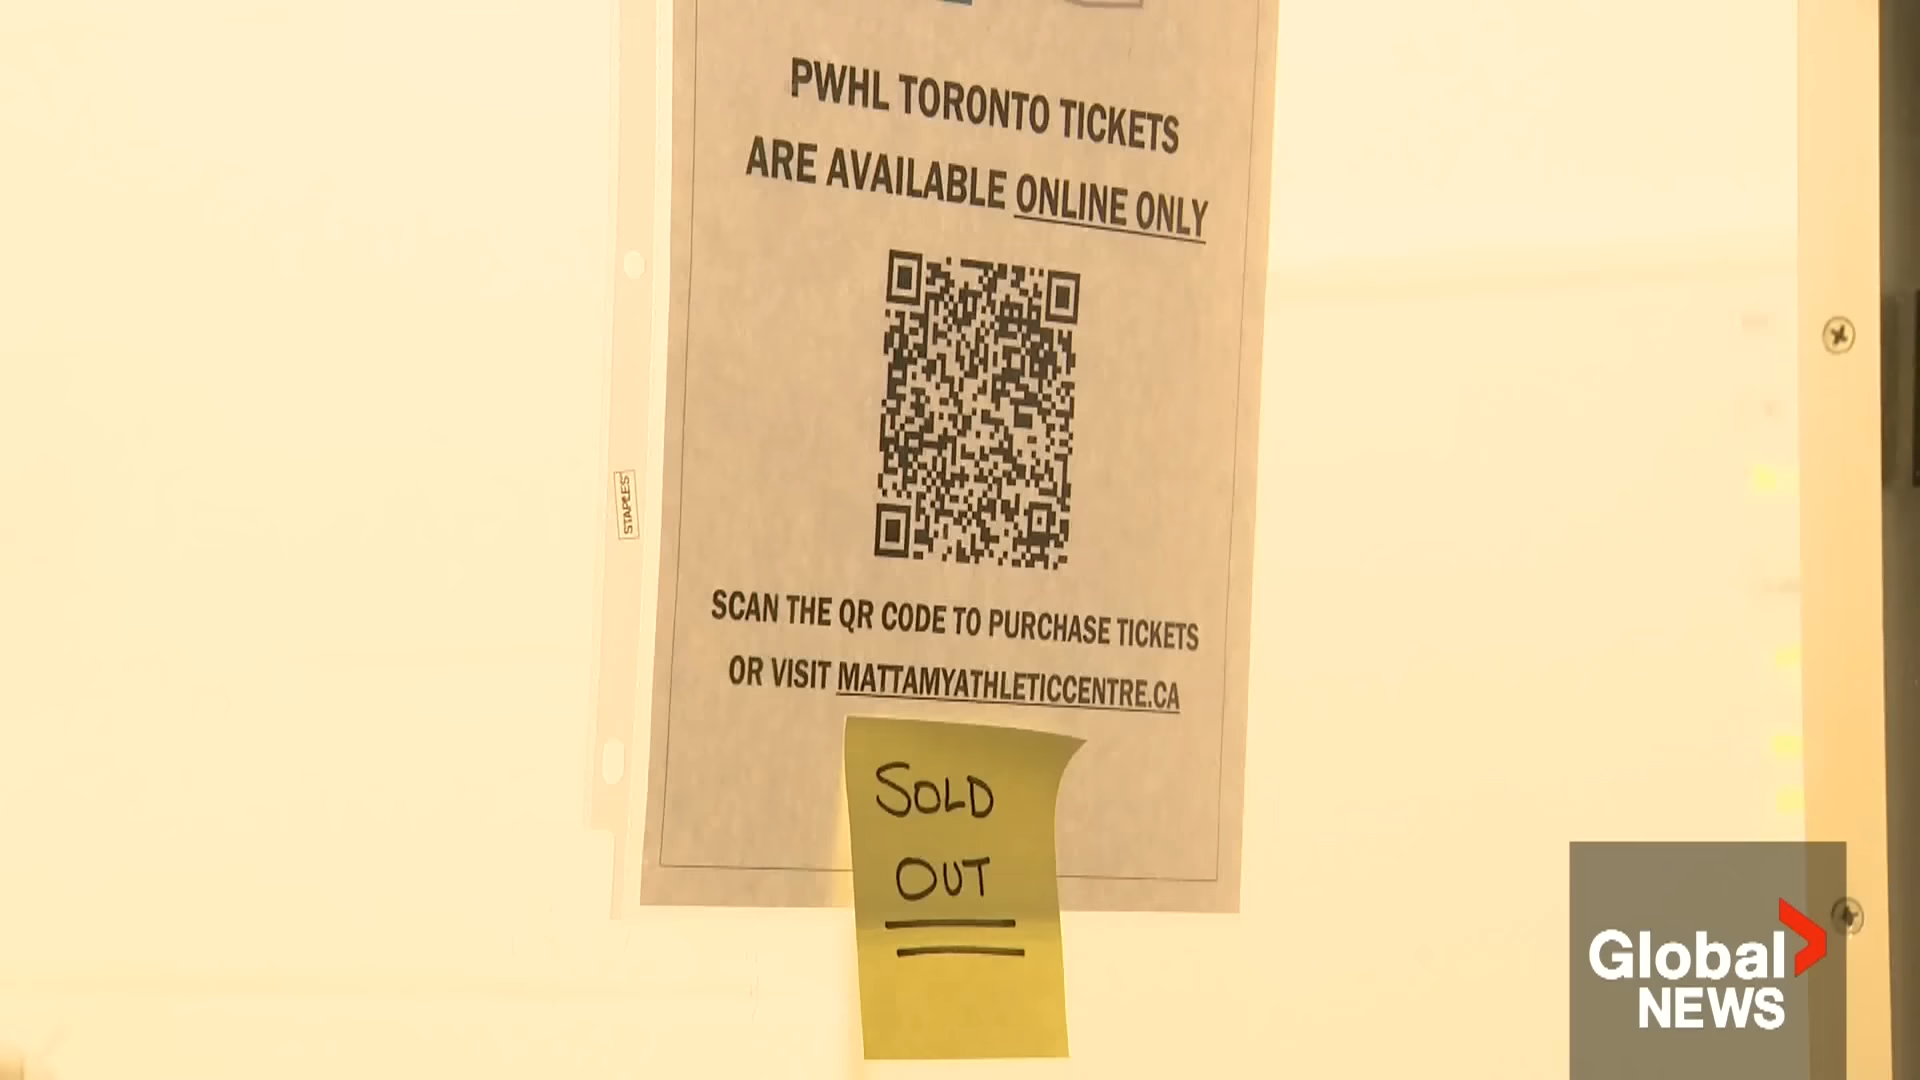 PWHL TORONTO TICKETS
ARE AVAILABLE ONLINE ONLY
STAPLES
SCAN THE QR CODE TO PURCHASE TICKETS
OR VISIT MATTAMYATHLETICCENTRE.CA
SOLD
OUT
Global
NEWS